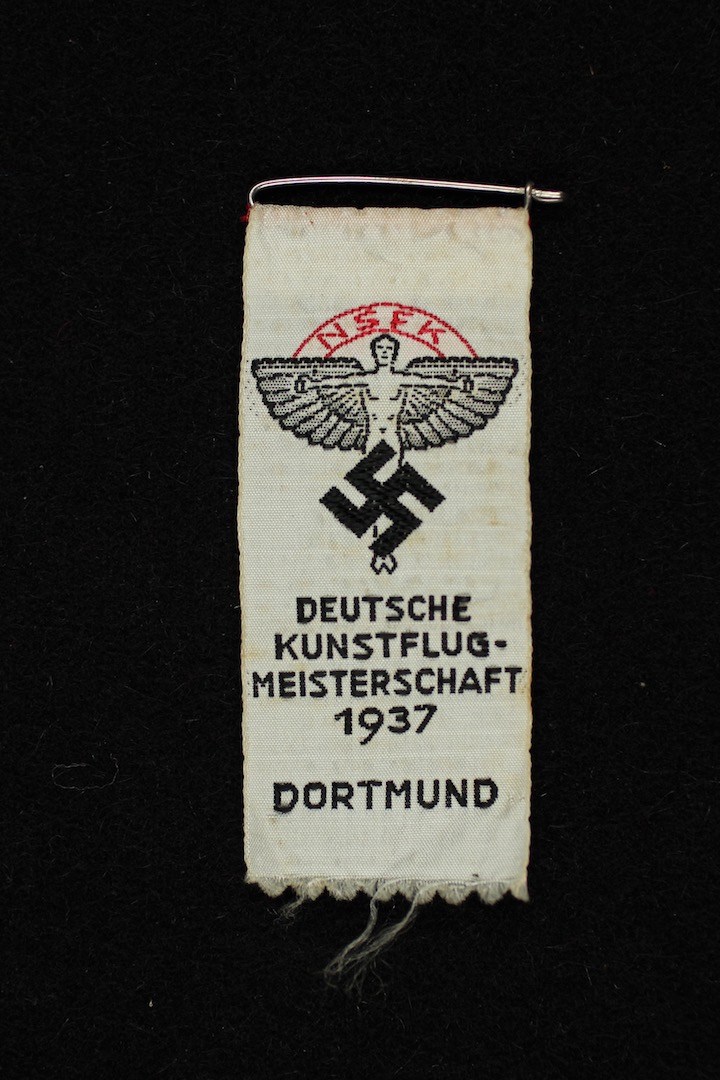 NSFK
DEUTSCHE
KUNSTFLUG-
MEISTERSCHAFT
1937
DORTMUND